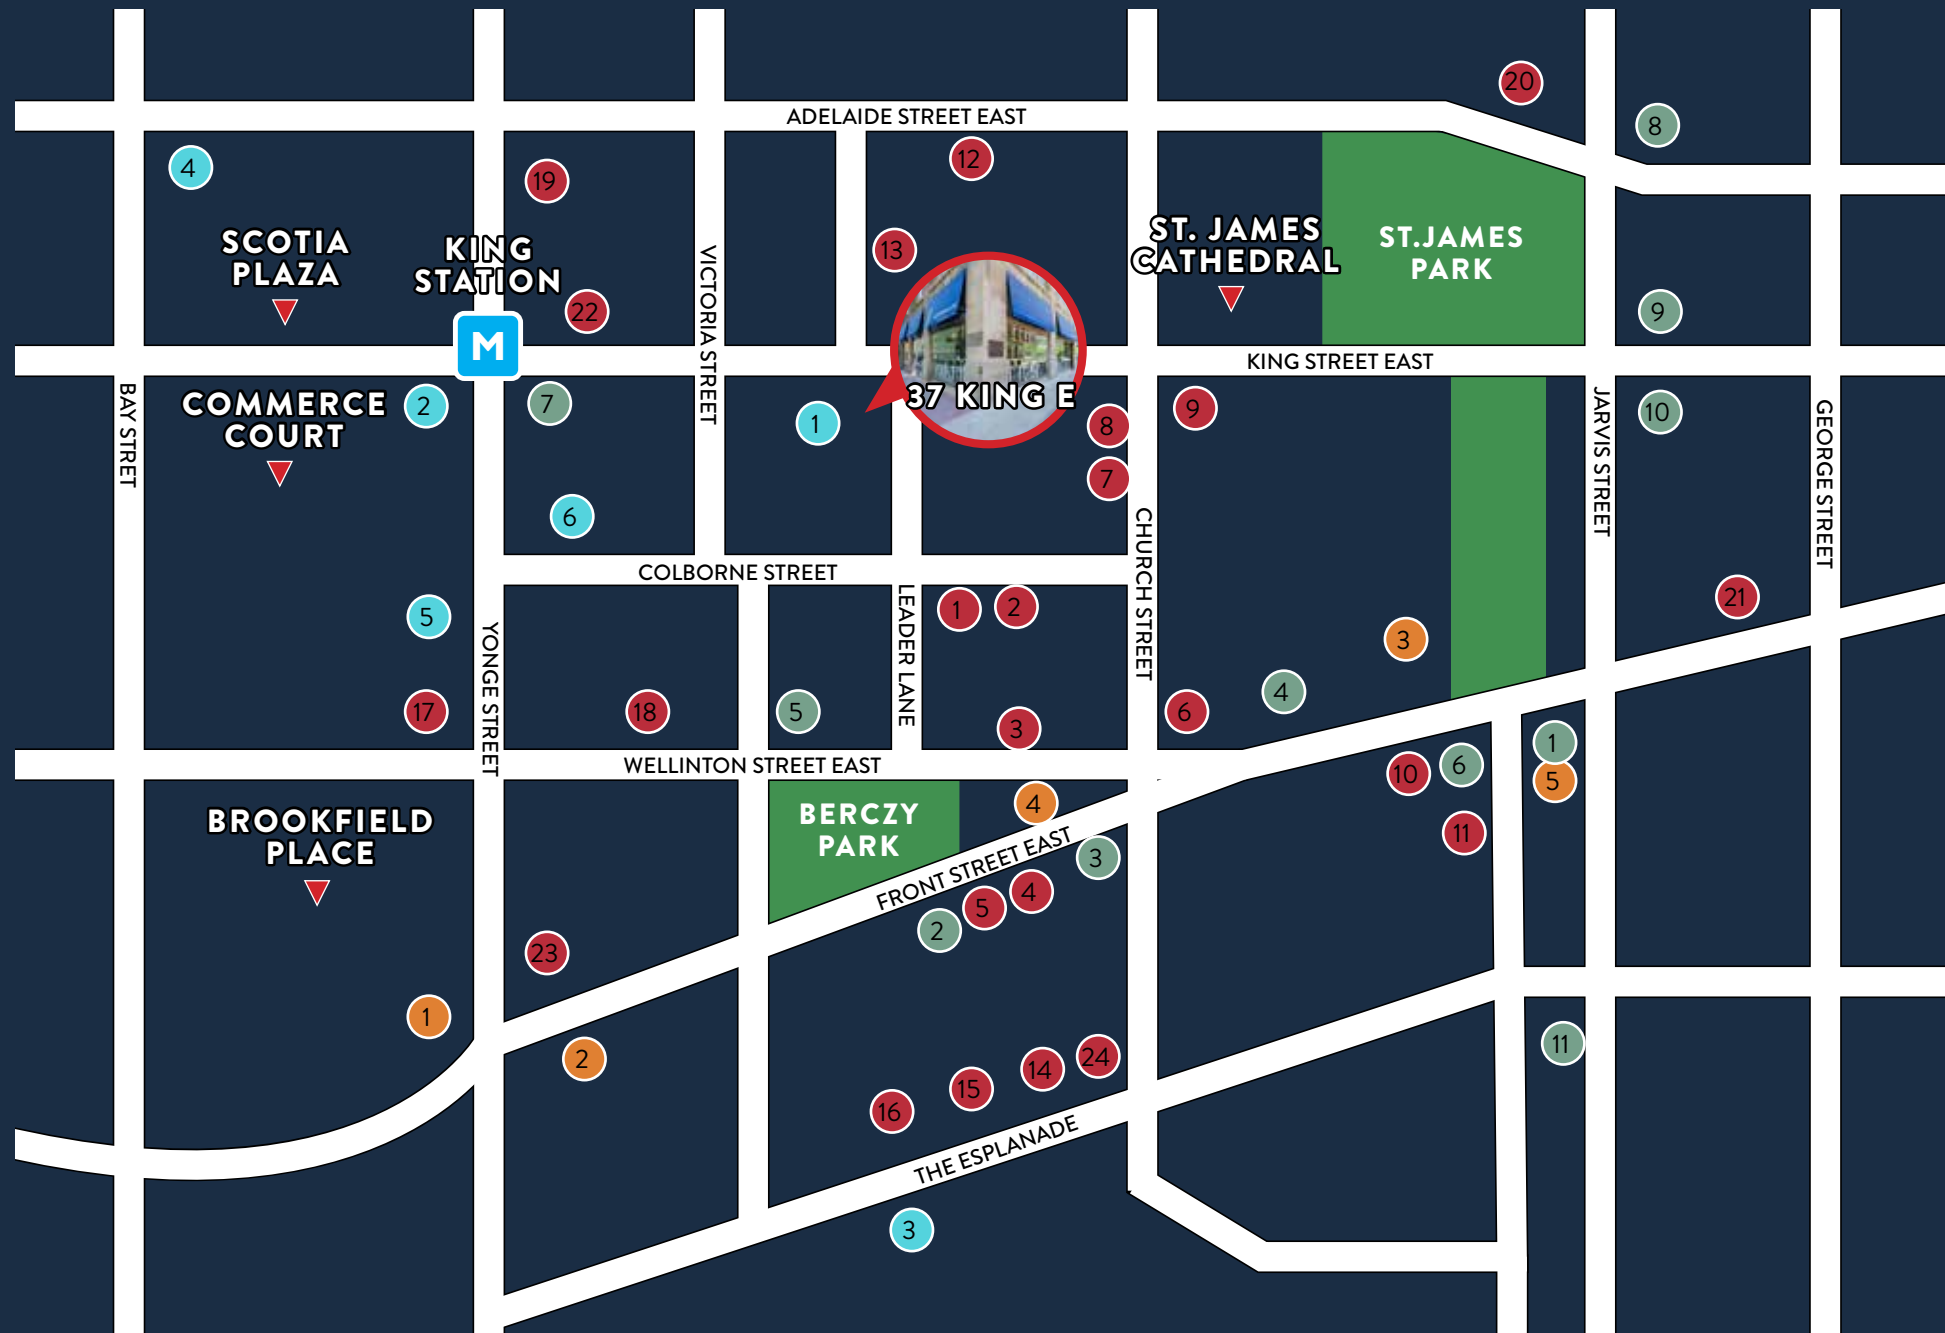 20
ADELAIDE STREET EAST
8
4
12
19
ST. JAMES
CATHEDRAL
ST.JAMES
PARK
SCOTIA
PLAZA
KING
STATION
13
VICTORIA STREET
22
9
M
KING STREET EAST
37 KING E
BAY STREET
COMMERCE
COURT
2
7
1
8
9
JARVIS STREET
10
GEORGE STREET
7
6
CHURCH STREET
COLBORNE STREET
LEADER LANE
1
2
21
5
YONGE STREET
3
4
17
18
5
3
6
WELLINTON STREET EAST
1
10
6
5
BERCZY
PARK
4
BROOKFIELD
PLACE
FRONT STREET EAST
3
11
4
5
2
23
1
2
11
24
14
15
16
THE ESPLANADE
3